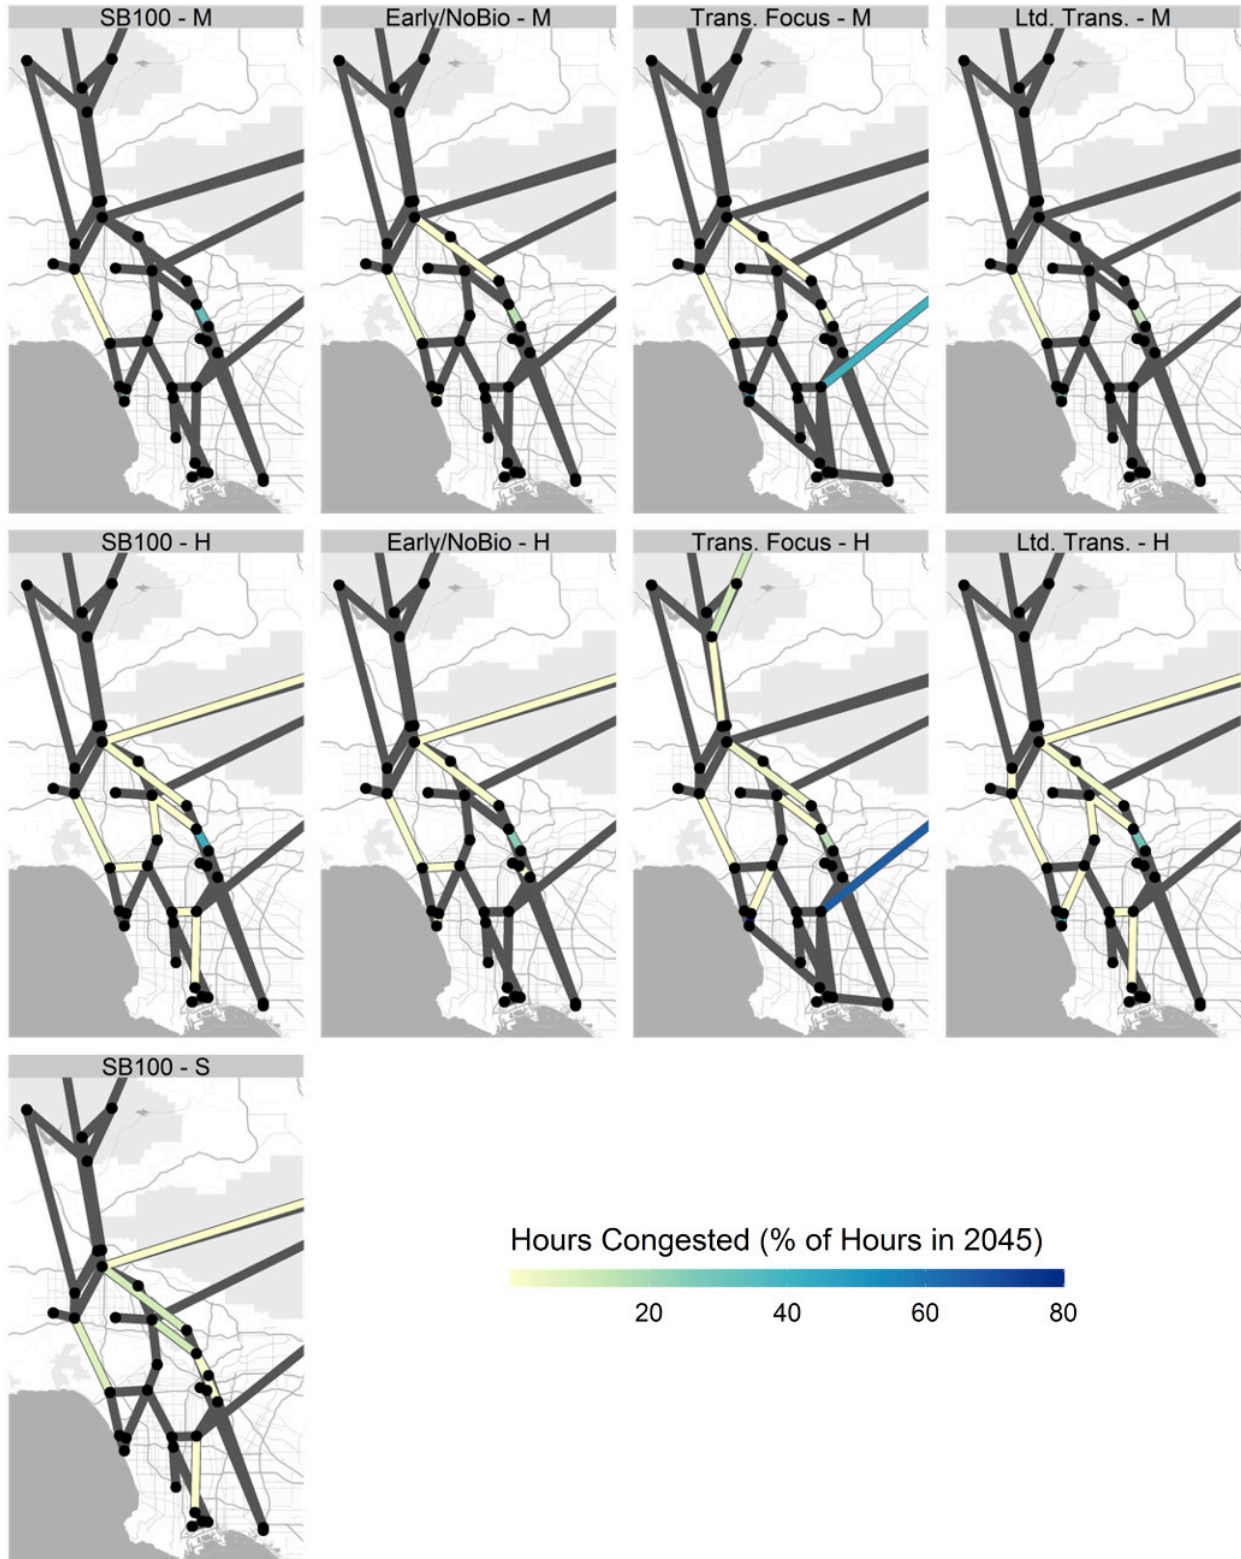 SB100 - M
Early/NoBio - M
Trans. Focus - M
Ltd. Trans. - M
SB100 - H
Early/NoBio - H
Trans. Focus - H
Ltd. Trans. - H
SB100 - S
Hours Congested (% of Hours in 2045)
20 40 60 80